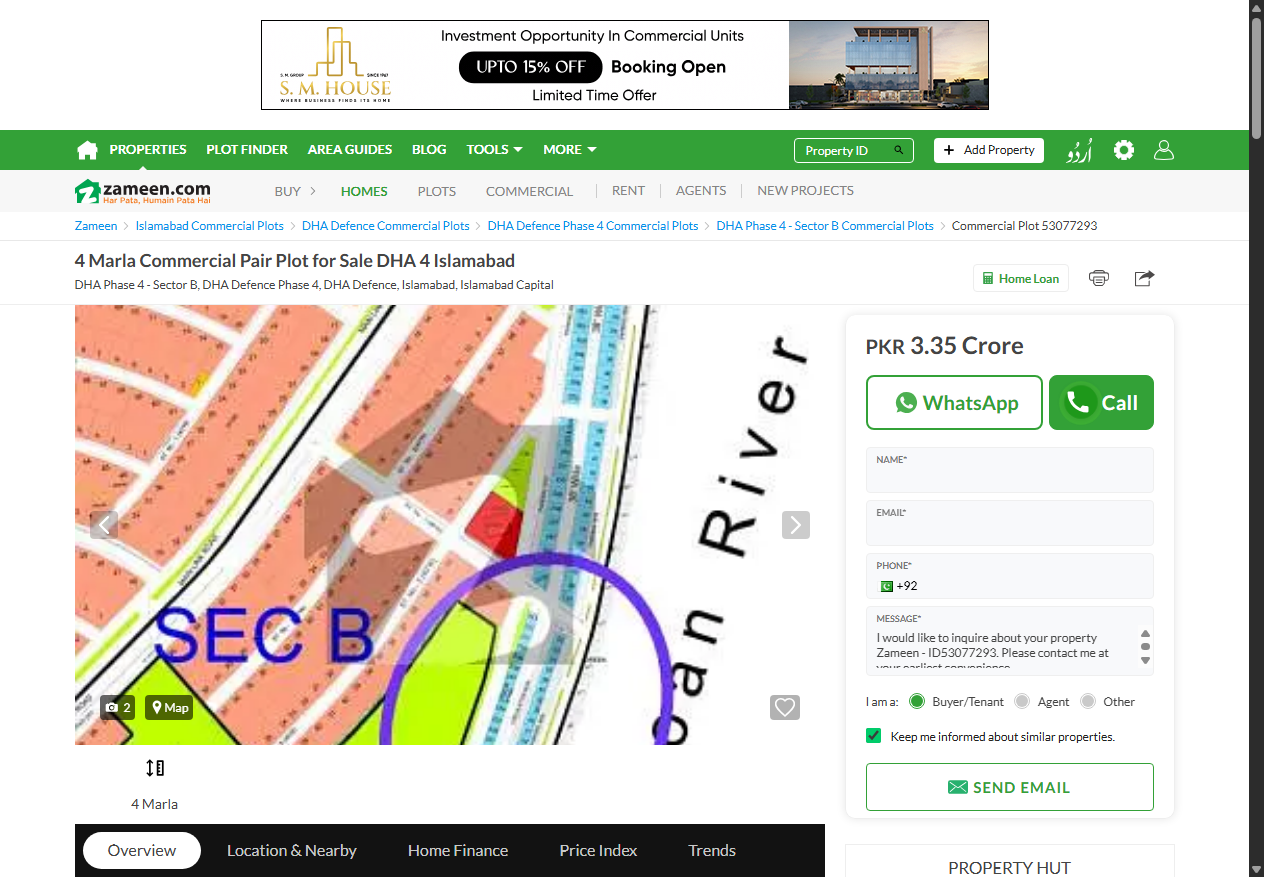 S. M. GROUP SINCE 1967
S. M. HOUSE
WHERE BUSINESS FINDS ITS HOME
Investment Opportunity In Commercial Units
UPTO 15% OFF Booking Open
Limited Time Offer
PROPERTIES PLOT FINDER AREA GUIDES BLOG TOOLS MORE Property ID + Add Property اُردُو
zameen.com
Har Pata, Humain Pata Hai
BUY HOMES PLOTS COMMERCIAL RENT AGENTS NEW PROJECTS
Zameen > Islamabad Commercial Plots > DHA Defence Commercial Plots > DHA Defence Phase 4 Commercial Plots > DHA Phase 4 - Sector B Commercial Plots > Commercial Plot 53077293
4 Marla Commercial Pair Plot for Sale DHA 4 Islamabad
DHA Phase 4 - Sector B, DHA Defence Phase 4, DHA Defence, Islamabad, Islamabad Capital
Home Loan
River
oan
SEC B
2 Map
PKR 3.35 Crore
WhatsApp Call
NAME*
EMAIL*
PHONE*
+92
MESSAGE*
I would like to inquire about your property
Zameen - ID53077293. Please contact me at
your earliest convenience.
I am a: Buyer/Tenant Agent Other
Keep me informed about similar properties.
SEND EMAIL
4 Marla
Overview Location & Nearby Home Finance Price Index Trends
PROPERTY HUT